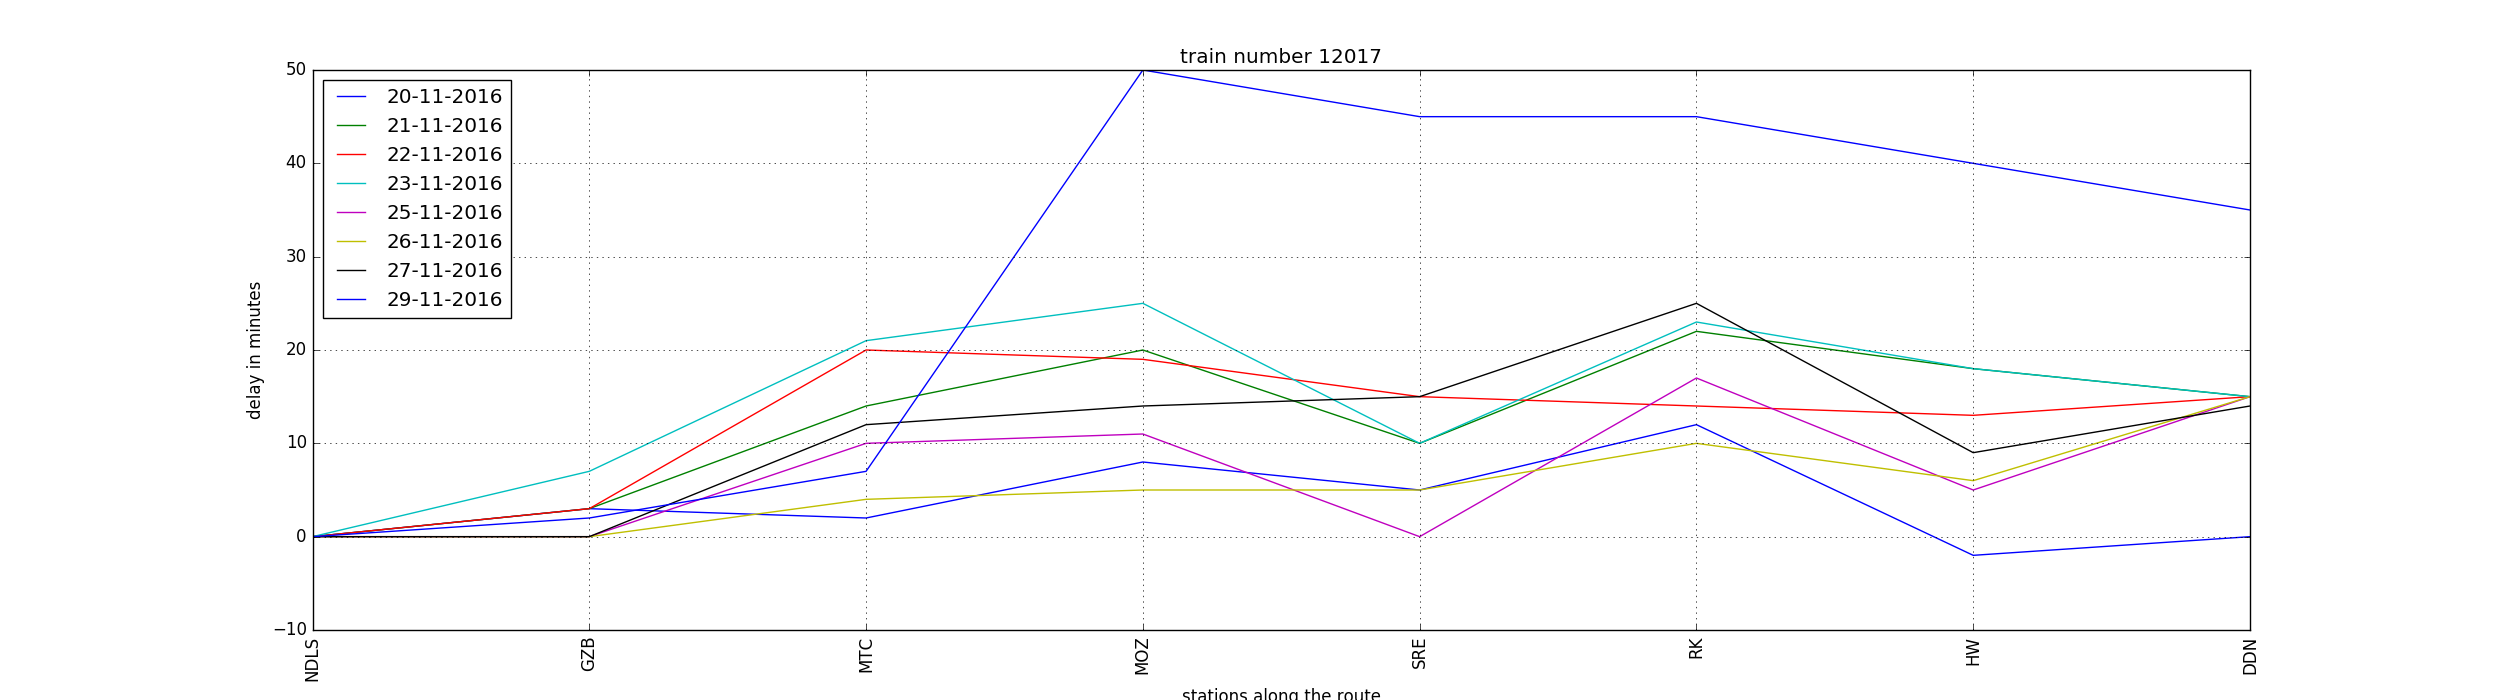 train number 12017
50
40
30
20
10
0
−10
delay in minutes
20-11-2016
21-11-2016
22-11-2016
23-11-2016
25-11-2016
26-11-2016
27-11-2016
29-11-2016
NDLS
GZB
MTC
MOZ
SRE
RK
HW
DDN
stations along the route